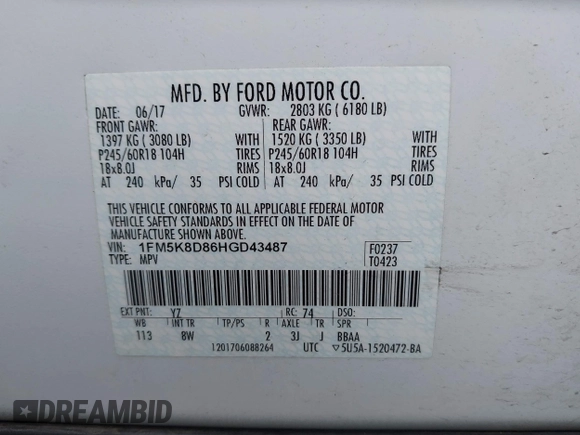 MFD. BY FORD MOTOR CO.
DATE: 06/17 GVWR: 2803 KG ( 6180 LB)
FRONT GAWR: REAR GAWR:
1397 KG ( 3080 LB) WITH 1520 KG ( 3350 LB) WITH
P245/60R18 104H TIRES P245/60R18 104H TIRES
18x8.0J RIMS 18x8.0J RIMS
AT 240 kPa/ 35 PSI COLD AT 240 kPa/ 35 PSI COLD
THIS VEHICLE CONFORMS TO ALL APPLICABLE FEDERAL MOTOR
VEHICLE SAFETY STANDARDS IN EFFECT ON THE DATE OF
MANUFACTURE SHOWN ABOVE.
VIN: 1FM5K8D86HGD43487 F0237
TYPE: MPV T0423
EXT PNT: YZ RC: 74 DSO:
WB INT TR TP/PS R AXLE TR SPR
113 8W 2 3J J BBAA
1201706088264 UTC ▽5U5A-1520472-BA
DREAMBID